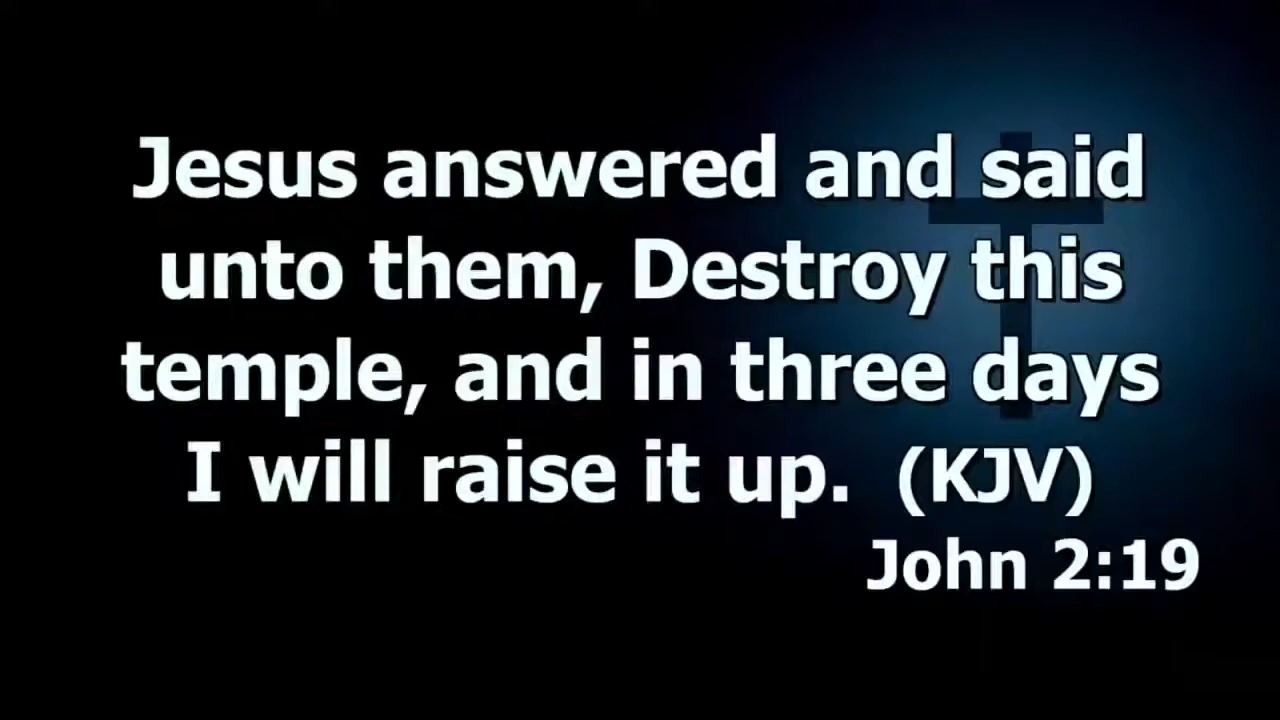 Jesus answered and said
unto them, Destroy this
temple, and in three days
I will raise it up.  (KJV)
John 2:19